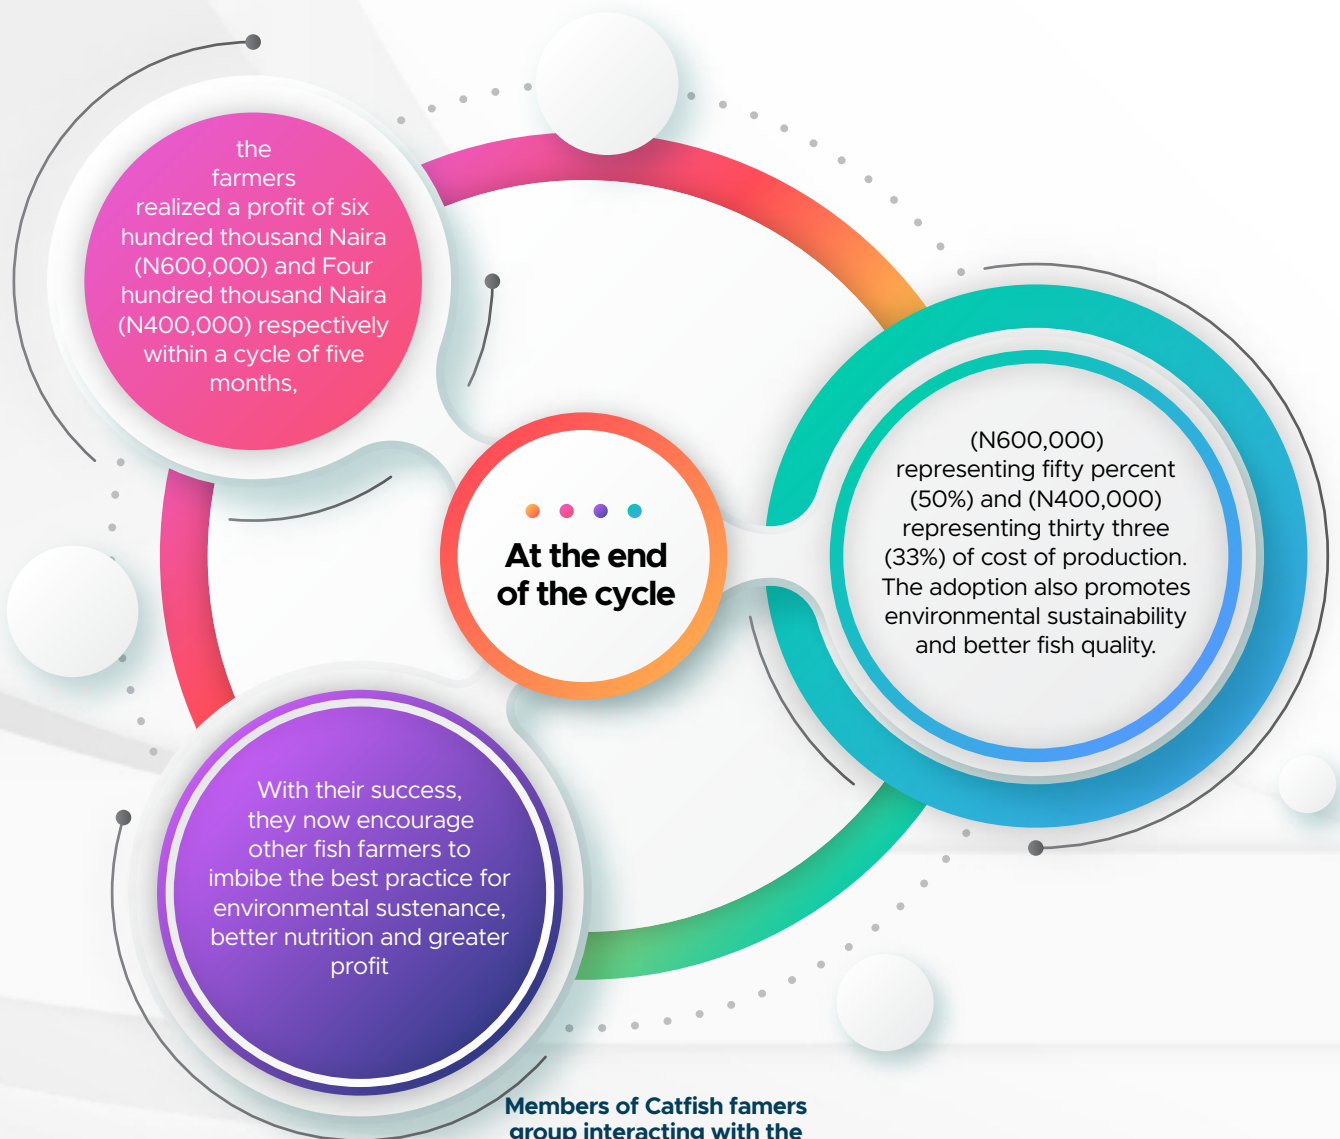 the
farmers
realized a profit of six
hundred thousand Naira
(N600,000) and Four
hundred thousand Naira
(N400,000) respectively
within a cycle of five
months,
At the end
of the cycle
(N600,000)
representing fifty percent
(50%) and (N400,000)
representing thirty three
(33%) of cost of production.
The adoption also promotes
environmental sustainability
and better fish quality.
With their success,
they now encourage
other fish farmers to
imbibe the best practice for
environmental sustenance,
better nutrition and greater
profit
Members of Catfish famers
group interacting with the